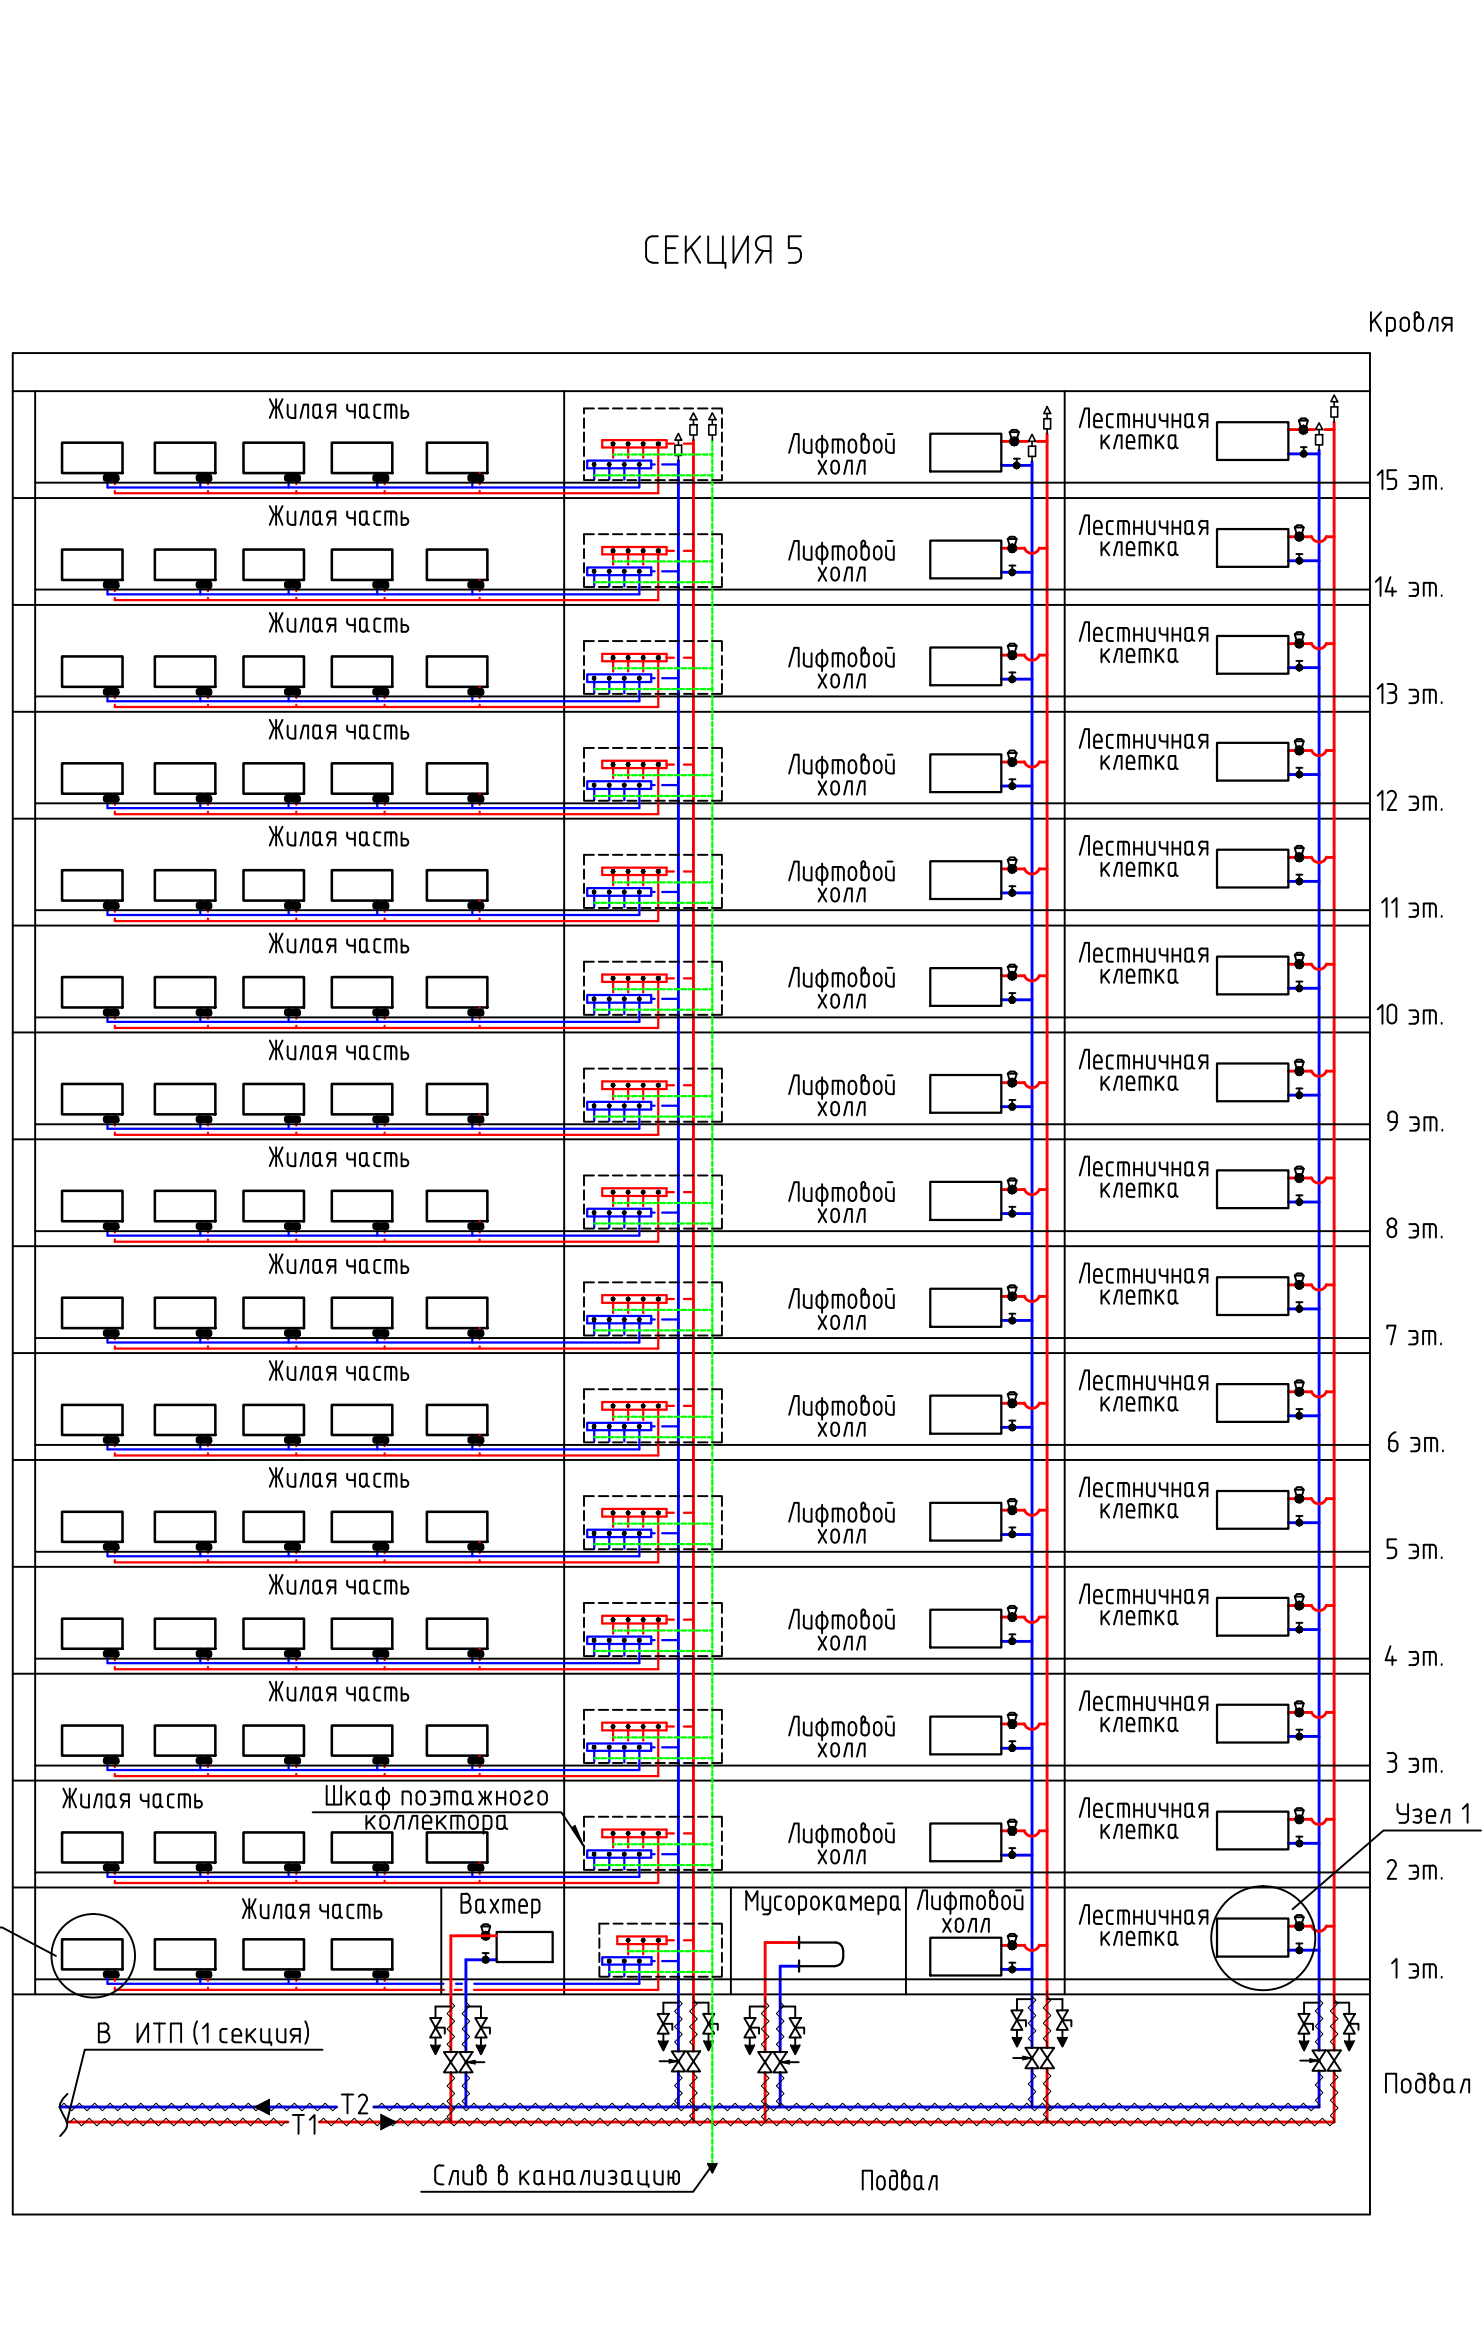 СЕКЦИЯ 5
Кровля
Жилая часть
Лифтовой
холл
Лестничная
клетка
15 эт.
Жилая часть
Лифтовой
холл
Лестничная
клетка
14 эт.
Жилая часть
Лифтовой
холл
Лестничная
клетка
13 эт.
Жилая часть
Лифтовой
холл
Лестничная
клетка
12 эт.
Жилая часть
Лифтовой
холл
Лестничная
клетка
11 эт.
Жилая часть
Лифтовой
холл
Лестничная
клетка
10 эт.
Жилая часть
Лифтовой
холл
Лестничная
клетка
9 эт.
Жилая часть
Лифтовой
холл
Лестничная
клетка
8 эт.
Жилая часть
Лифтовой
холл
Лестничная
клетка
7 эт.
Жилая часть
Лифтовой
холл
Лестничная
клетка
6 эт.
Жилая часть
Лифтовой
холл
Лестничная
клетка
5 эт.
Жилая часть
Лифтовой
холл
Лестничная
клетка
4 эт.
Жилая часть
Лифтовой
холл
Лестничная
клетка
3 эт.
Жилая часть
Шкаф поэтажного
коллектора
Лифтовой
холл
Лестничная
клетка
Узел 1
2 эт.
Жилая часть
Вахтер
Мусорокамера
Лифтовой
холл
Лестничная
клетка
1 эт.
В ИТП (1 секция)
Подвал
Т2
Т1
Слив в канализацию
Подвал